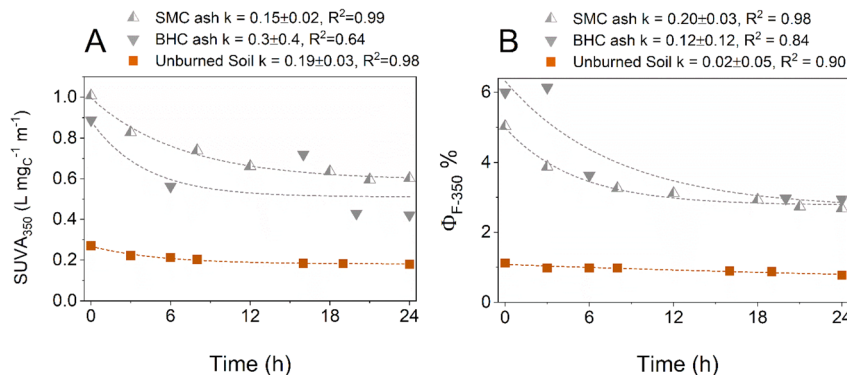 A
SMC ash k = 0.15±0.02, R²=0.99
BHC ash k = 0.3±0.4, R²=0.64
Unburned Soil k = 0.19±0.03, R²=0.98
SUVA₃₅₀ (L mg_C⁻¹ m⁻¹)
1.0
0.8
0.6
0.4
0.2
0.0
0 6 12 18 24
Time (h)
B
SMC ash k = 0.20±0.03, R² = 0.98
BHC ash k = 0.12±0.12, R² = 0.84
Unburned Soil k = 0.02±0.05, R² = 0.90
Φ_F-350 %
6
4
2
0
0 6 12 18 24
Time (h)